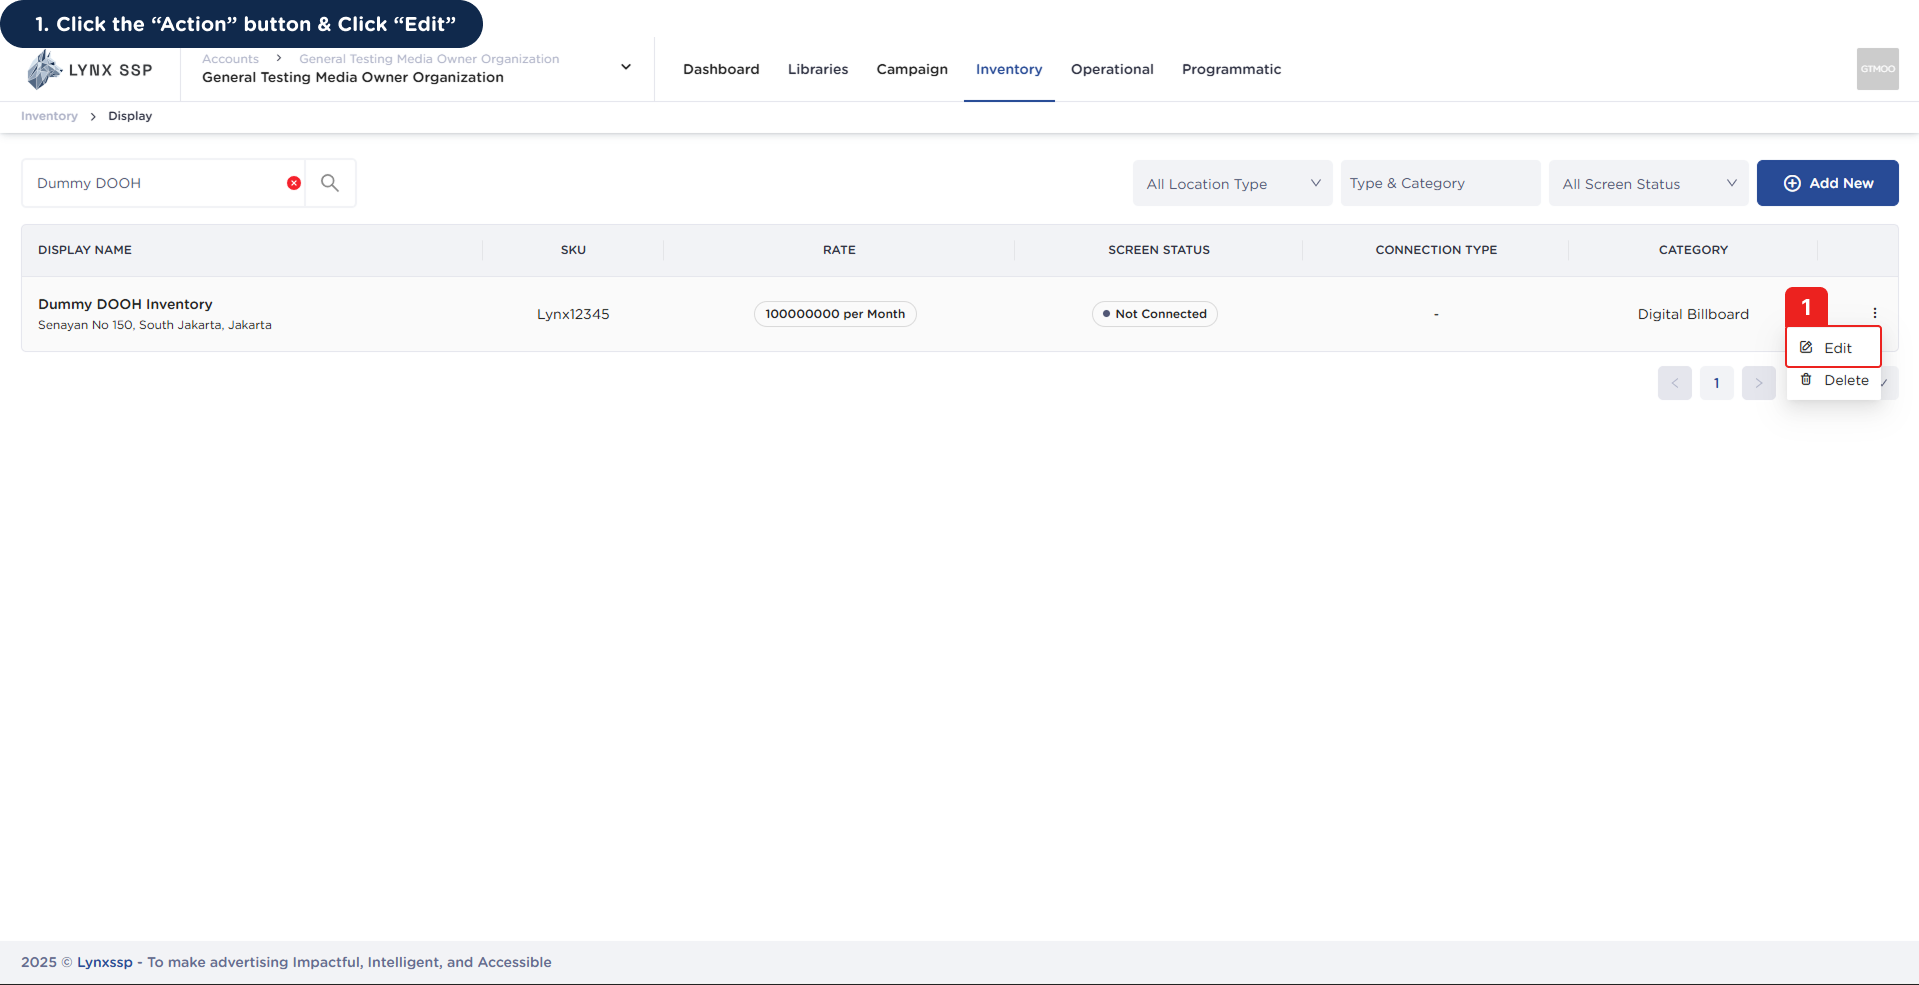 1. Click the “Action” button & Click “Edit”
LYNX SSP
Accounts > General Testing Media Owner Organization
General Testing Media Owner Organization
Dashboard Libraries Campaign Inventory Operational Programmatic
GTMOO
Inventory > Display
Dummy DOOH
All Location Type Type & Category All Screen Status Add New
DISPLAY NAME SKU RATE SCREEN STATUS CONNECTION TYPE CATEGORY
Dummy DOOH Inventory
Senayan No 150, South Jakarta, Jakarta
Lynx12345 100000000 per Month Not Connected - Digital Billboard
1
Edit
Delete
< 1 >
2025 © Lynxssp - To make advertising Impactful, Intelligent, and Accessible